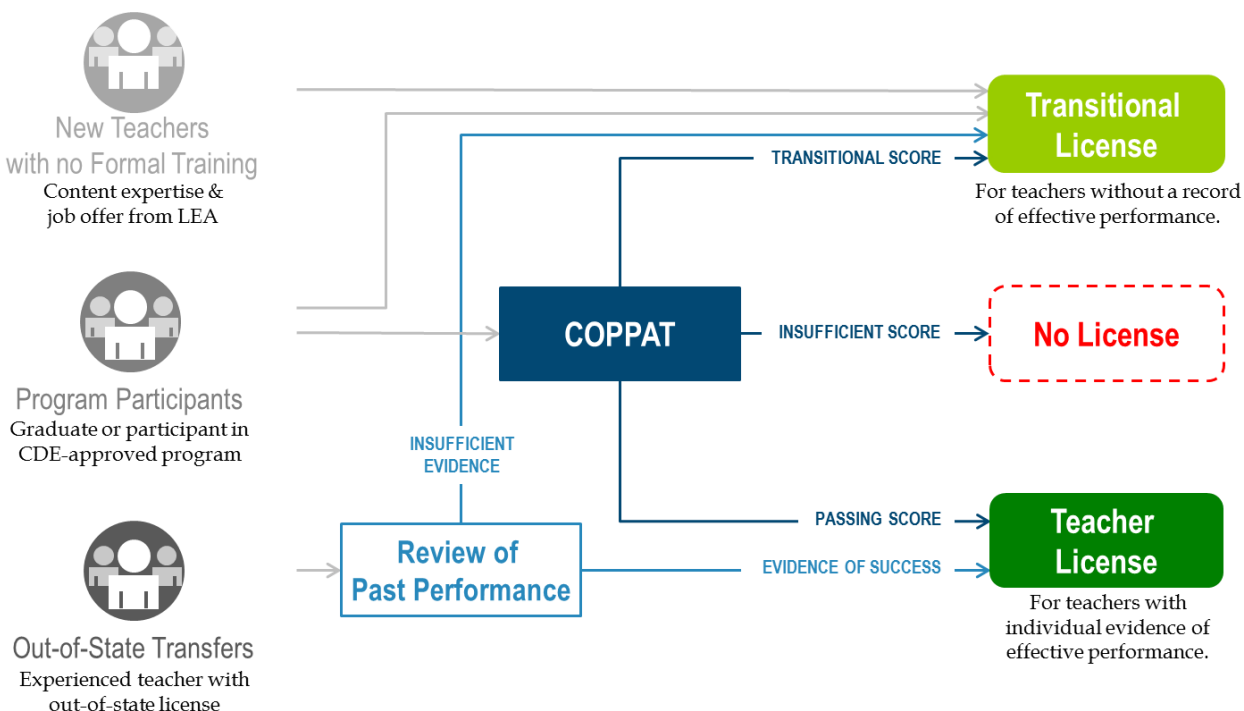 New Teachers
with no Formal Training
Content expertise &
job offer from LEA
Program Participants
Graduate or participant in
CDE-approved program
Out-of-State Transfers
Experienced teacher with
out-of-state license
INSUFFICIENT
EVIDENCE
Review of
Past Performance
COPPAT
TRANSITIONAL SCORE
INSUFFICIENT SCORE
PASSING SCORE
EVIDENCE OF SUCCESS
Transitional
License
For teachers without a record
of effective performance.
No License
Teacher
License
For teachers with
individual evidence of
effective performance.